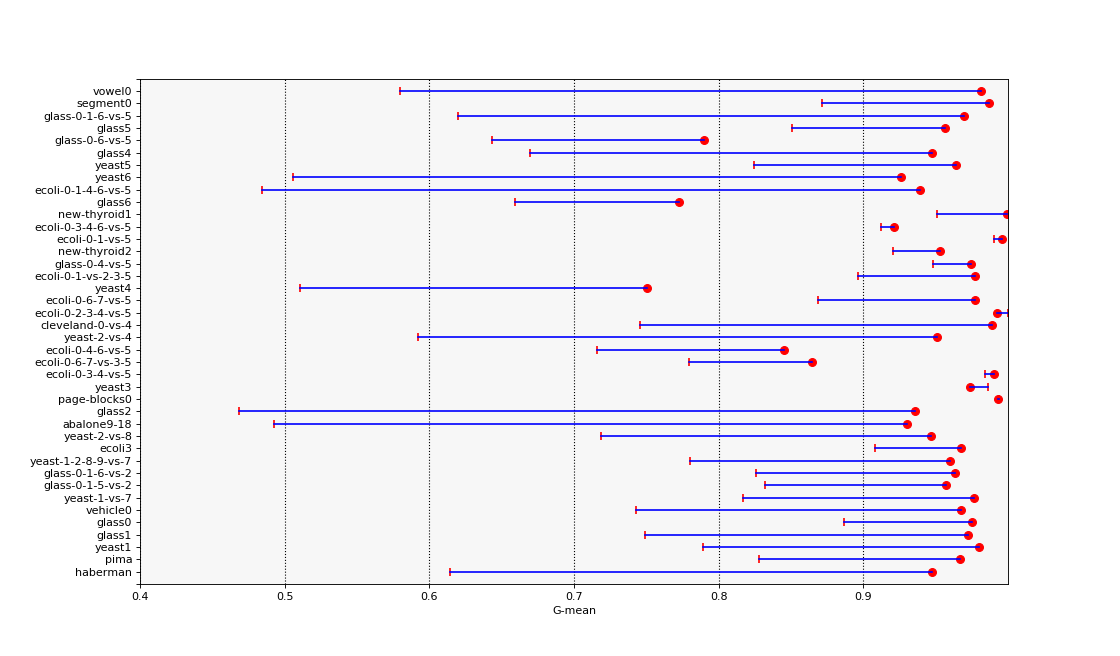 vowel0
segment0
glass-0-1-6-vs-5
glass5
glass-0-6-vs-5
glass4
yeast5
yeast6
ecoli-0-1-4-6-vs-5
glass6
new-thyroid1
ecoli-0-3-4-6-vs-5
ecoli-0-1-vs-5
new-thyroid2
glass-0-4-vs-5
ecoli-0-1-vs-2-3-5
yeast4
ecoli-0-6-7-vs-5
ecoli-0-2-3-4-vs-5
cleveland-0-vs-4
yeast-2-vs-4
ecoli-0-4-6-vs-5
ecoli-0-6-7-vs-3-5
ecoli-0-3-4-vs-5
yeast3
page-blocks0
glass2
abalone9-18
yeast-2-vs-8
ecoli3
yeast-1-2-8-9-vs-7
glass-0-1-6-vs-2
glass-0-1-5-vs-2
yeast-1-vs-7
vehicle0
glass0
glass1
yeast1
pima
haberman
0.4 0.5 0.6 0.7 0.8 0.9
G-mean